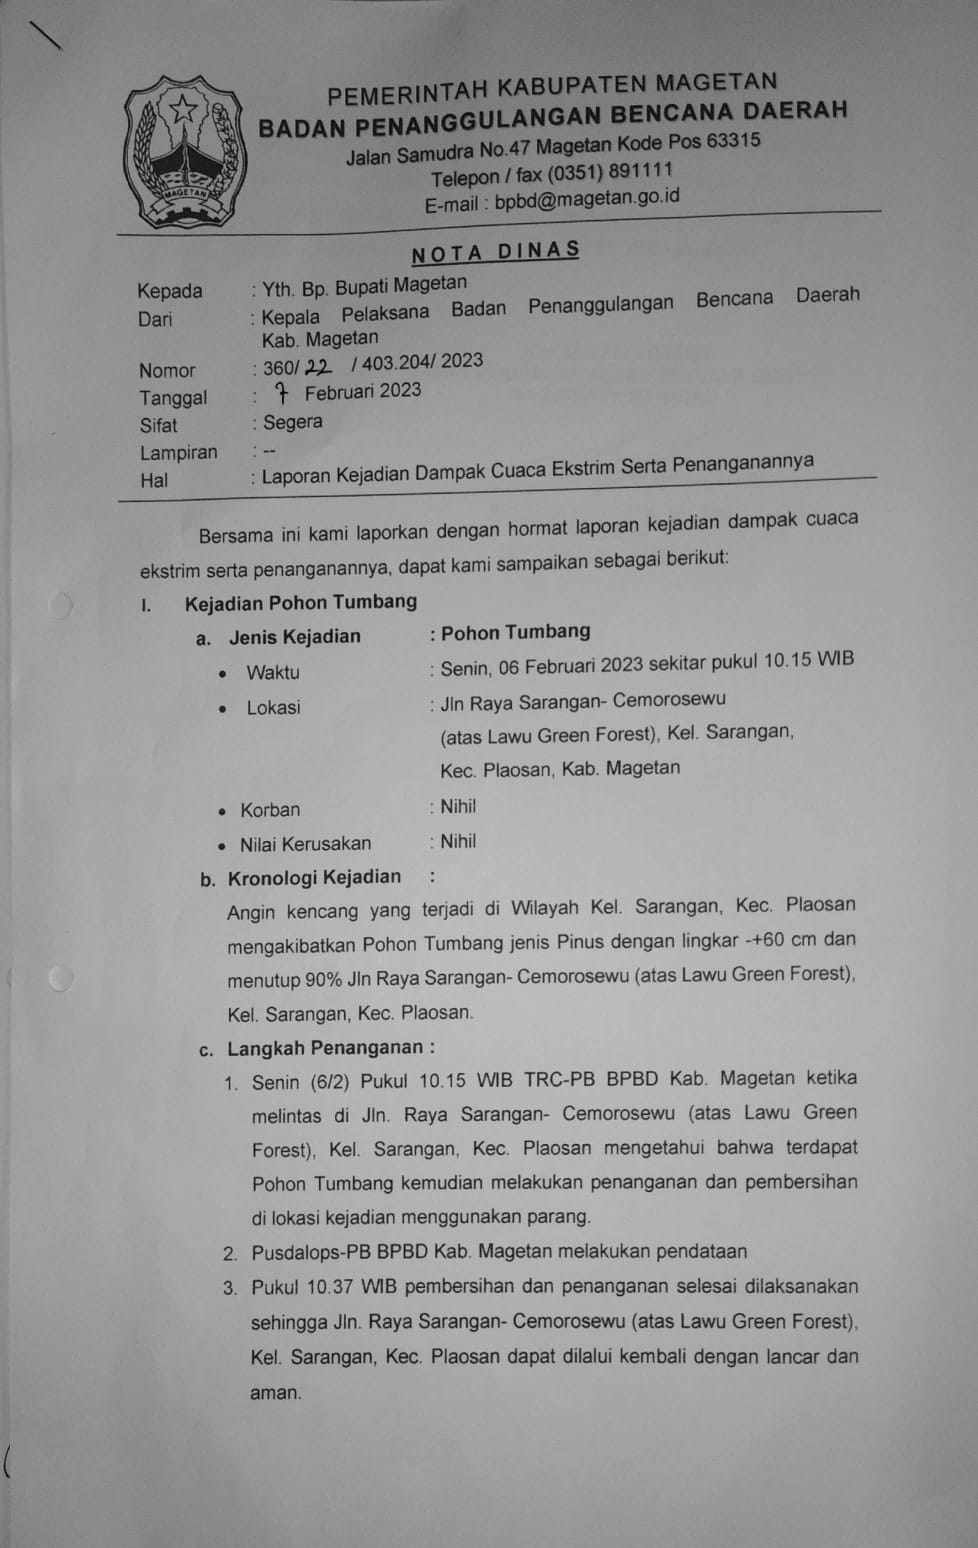 PEMERINTAH KABUPATEN MAGETAN
BADAN PENANGGULANGAN BENCANA DAERAH
Jalan Samudra No.47 Magetan Kode Pos 63315
Telepon / fax (0351) 891111
E-mail : bpbd@magetan.go.id
MAGETAN
NOTA DINAS
Kepada : Yth. Bp. Bupati Magetan
Dari : Kepala Pelaksana Badan Penanggulangan Bencana Daerah
Kab. Magetan
Nomor : 360/ 22 / 403.204/ 2023
Tanggal : 7 Februari 2023
Sifat : Segera
Lampiran : --
Hal : Laporan Kejadian Dampak Cuaca Ekstrim Serta Penanganannya
Bersama ini kami laporkan dengan hormat laporan kejadian dampak cuaca
ekstrim serta penanganannya, dapat kami sampaikan sebagai berikut:
I. Kejadian Pohon Tumbang
a. Jenis Kejadian : Pohon Tumbang
• Waktu : Senin, 06 Februari 2023 sekitar pukul 10.15 WIB
• Lokasi : Jln Raya Sarangan- Cemorosewu
(atas Lawu Green Forest), Kel. Sarangan,
Kec. Plaosan, Kab. Magetan
• Korban : Nihil
• Nilai Kerusakan : Nihil
b. Kronologi Kejadian :
Angin kencang yang terjadi di Wilayah Kel. Sarangan, Kec. Plaosan
mengakibatkan Pohon Tumbang jenis Pinus dengan lingkar -+60 cm dan
menutup 90% Jln Raya Sarangan- Cemorosewu (atas Lawu Green Forest),
Kel. Sarangan, Kec. Plaosan.
c. Langkah Penanganan :
1. Senin (6/2) Pukul 10.15 WIB TRC-PB BPBD Kab. Magetan ketika
melintas di Jln. Raya Sarangan- Cemorosewu (atas Lawu Green
Forest), Kel. Sarangan, Kec. Plaosan mengetahui bahwa terdapat
Pohon Tumbang kemudian melakukan penanganan dan pembersihan
di lokasi kejadian menggunakan parang.
2. Pusdalops-PB BPBD Kab. Magetan melakukan pendataan
3. Pukul 10.37 WIB pembersihan dan penanganan selesai dilaksanakan
sehingga Jln. Raya Sarangan- Cemorosewu (atas Lawu Green Forest),
Kel. Sarangan, Kec. Plaosan dapat dilalui kembali dengan lancar dan
aman.